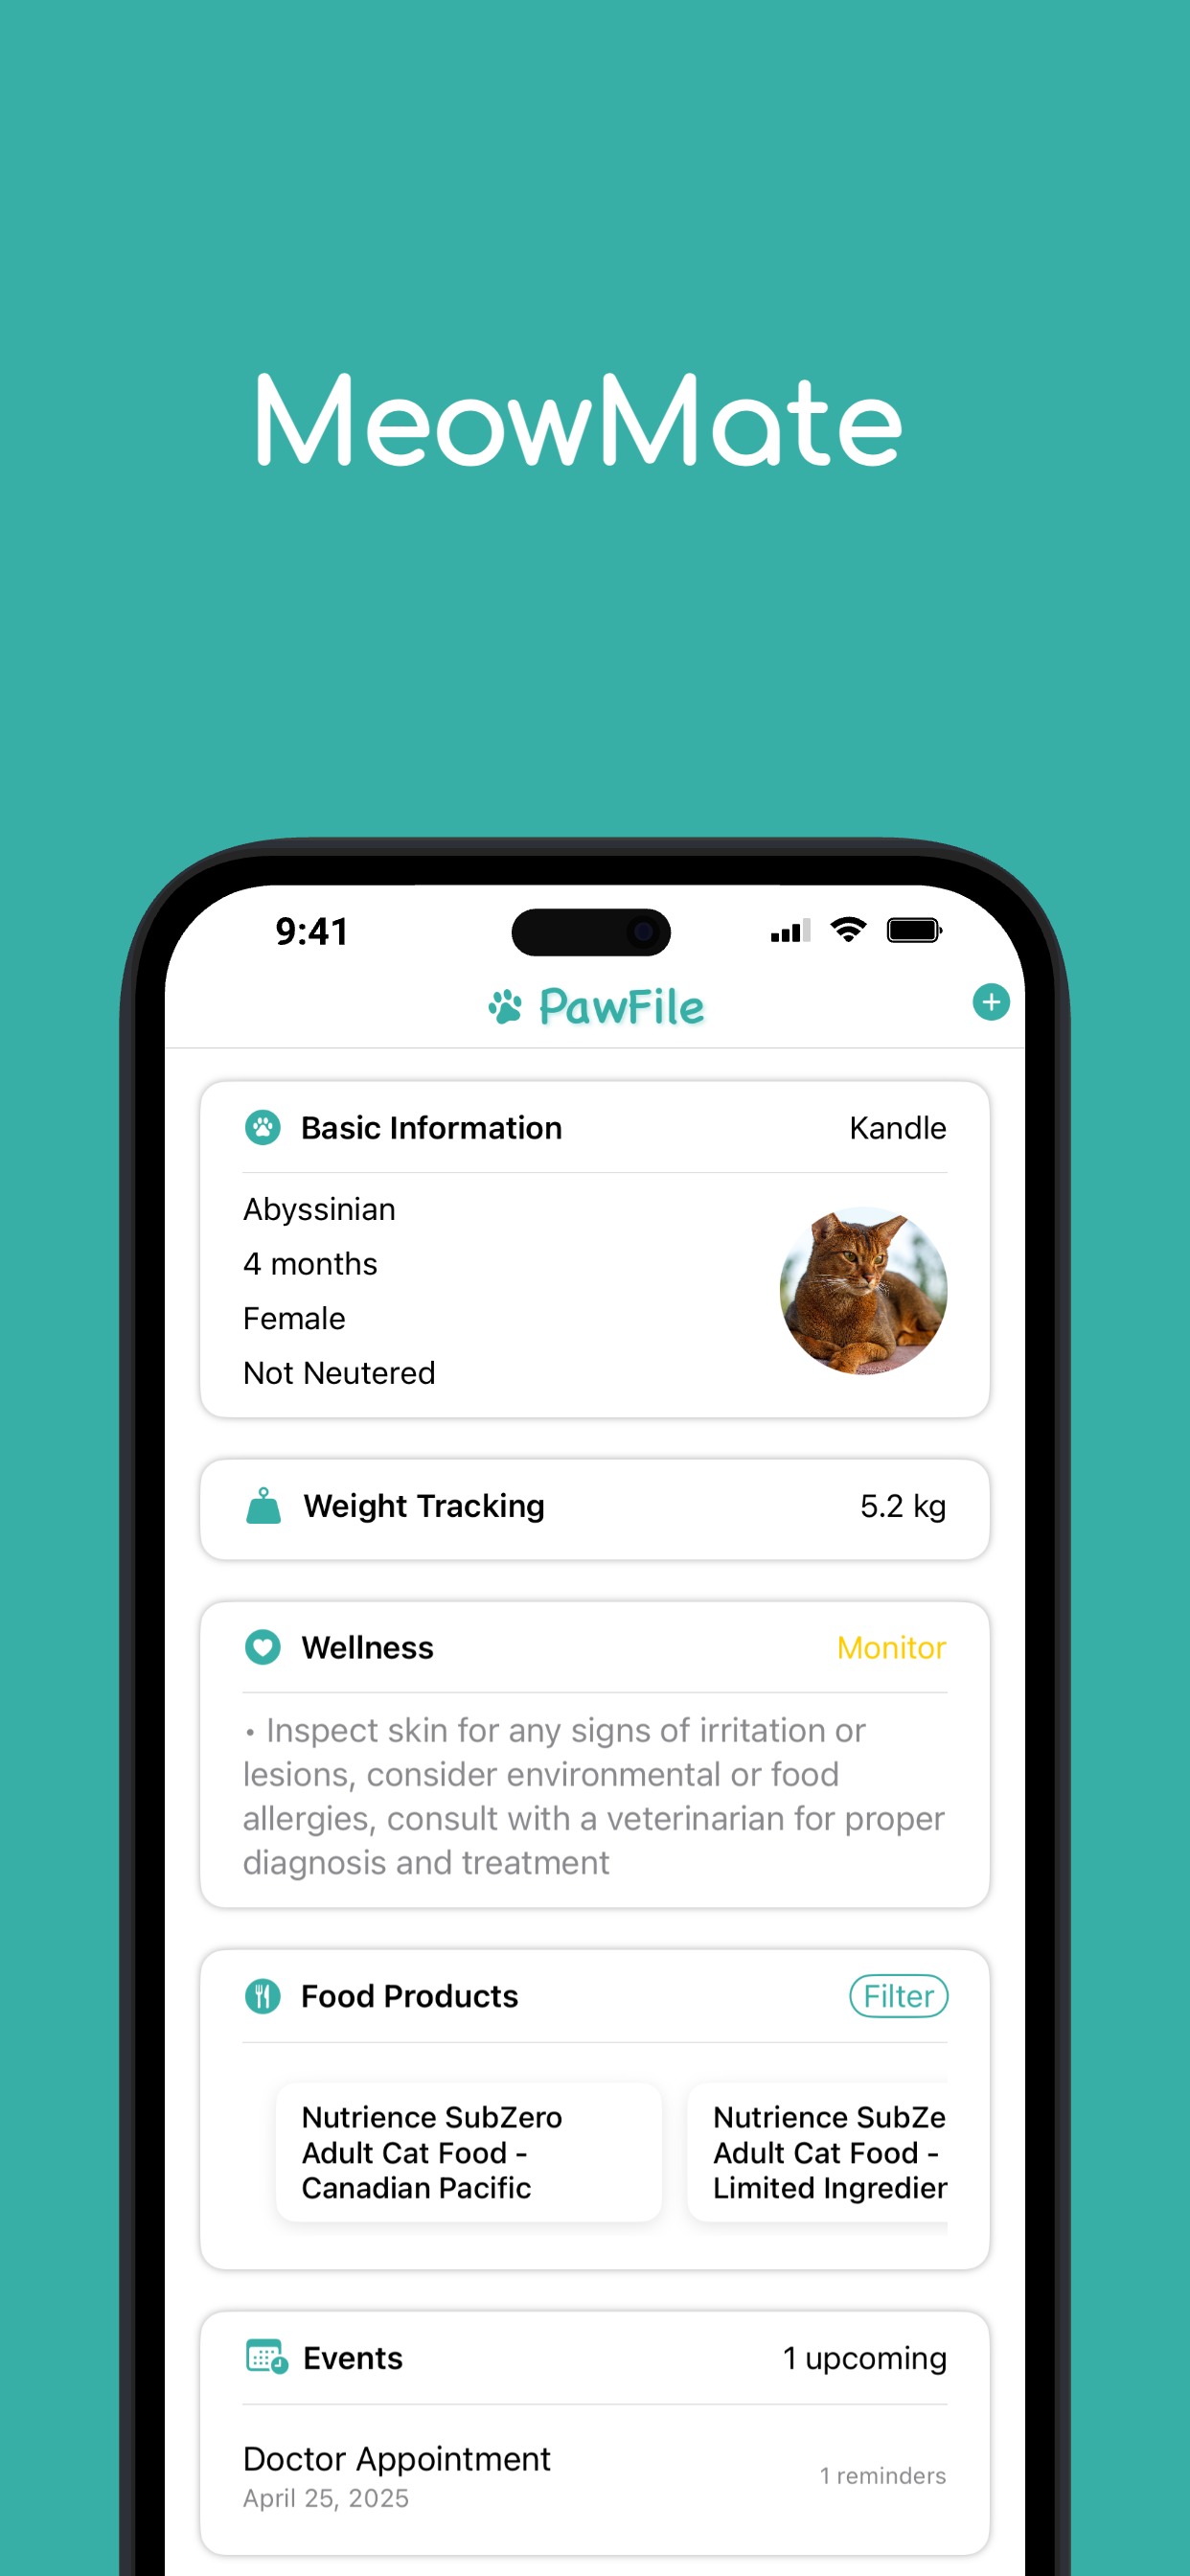 MeowMate
9:41
PawFile
Basic Information
Kandle
Abyssinian
4 months
Female
Not Neutered
Weight Tracking
5.2 kg
Wellness
Monitor
• Inspect skin for any signs of irritation or
lesions, consider environmental or food
allergies, consult with a veterinarian for proper
diagnosis and treatment
Food Products
Filter
Nutrience SubZero
Adult Cat Food -
Canadian Pacific
Nutrience SubZe
Adult Cat Food -
Limited Ingredier
Events
1 upcoming
Doctor Appointment
April 25, 2025
1 reminders